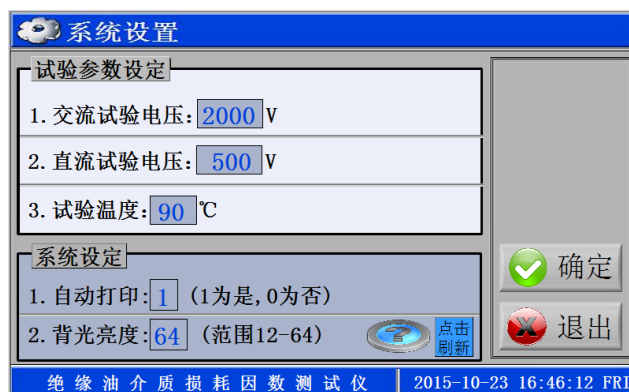 系统设置
试验参数设定
1.交流试验电压: 2000 V
2.直流试验电压: 500 V
3.试验温度: 90 ℃
系统设定
1.自动打印: 1 (1为是,0为否)
2.背光亮度: 64 (范围12-64)
?
点击
刷新
确定
退出
绝缘油介质损耗因数测试仪
2015-10-23 16:46:12 FRI